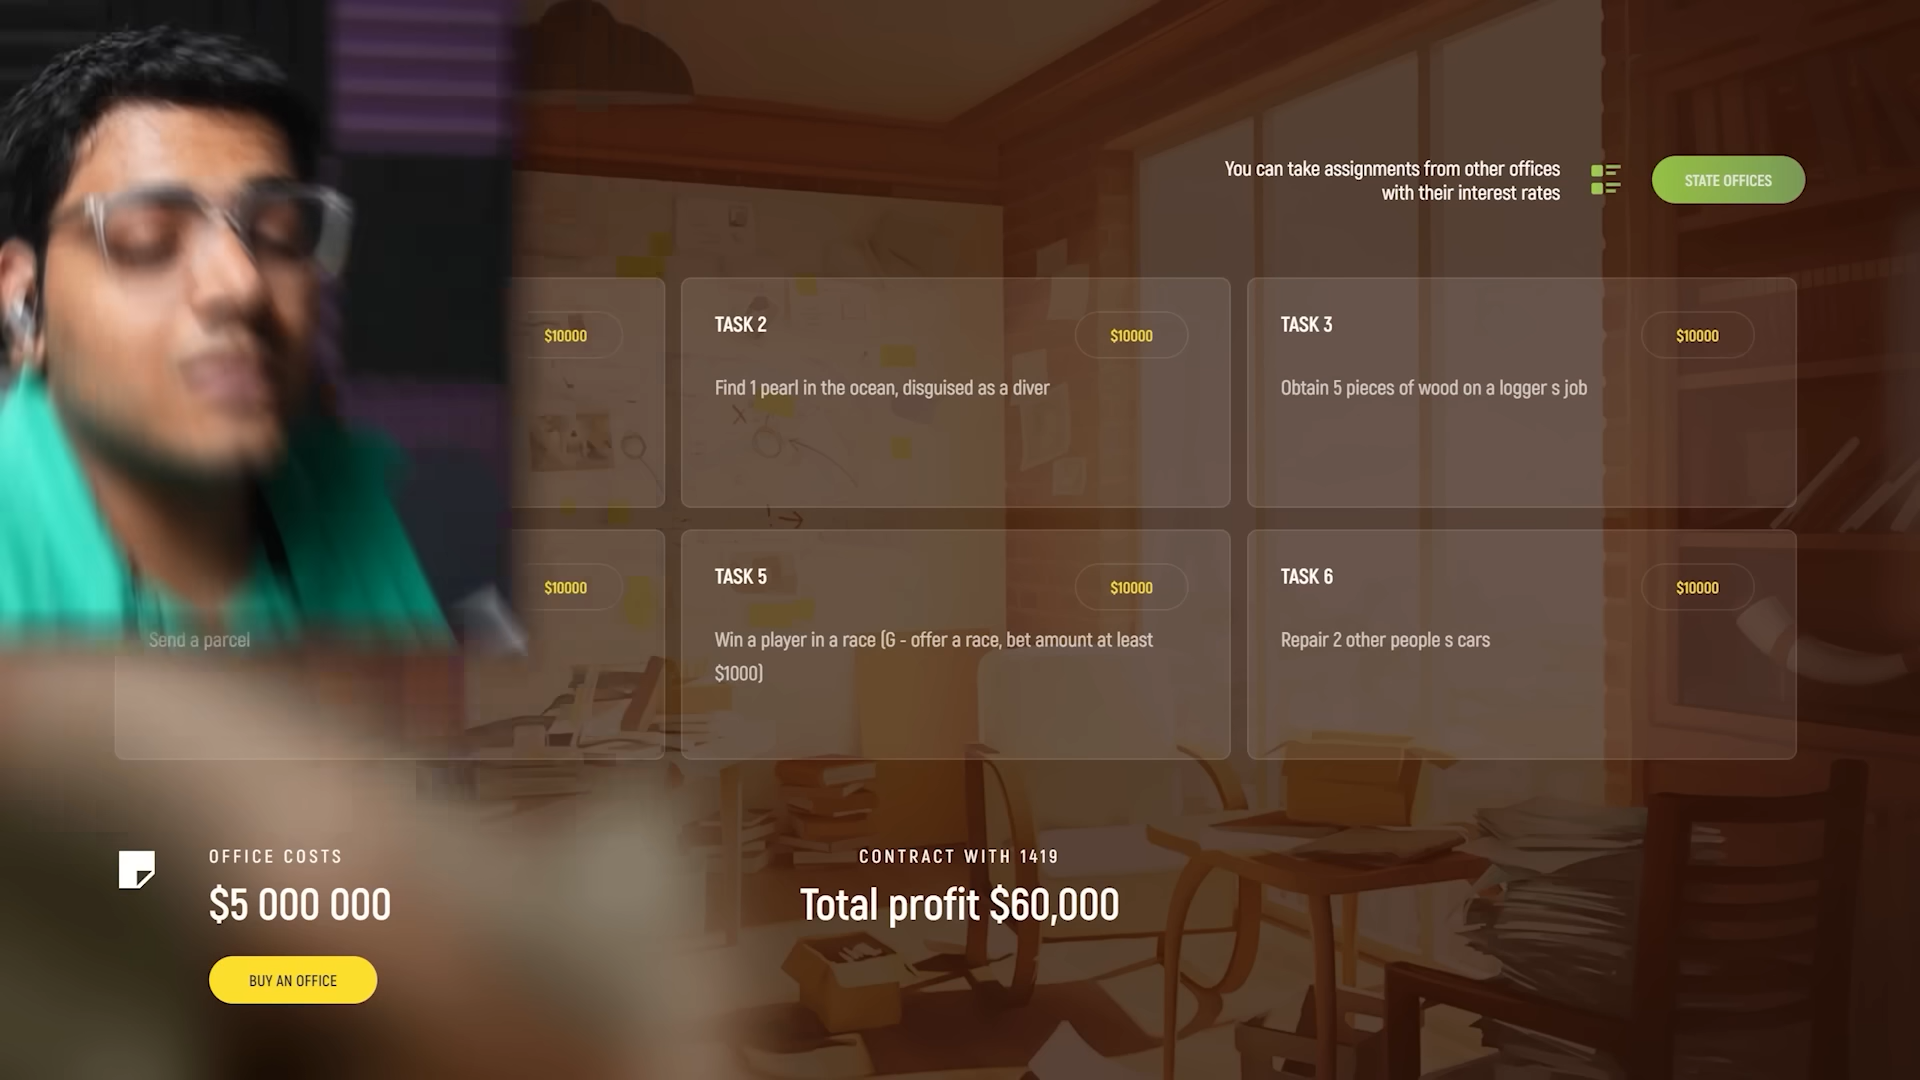 You can take assignments from other offices
with their interest rates
STATE OFFICES
$10000
TASK 2
$10000
Find 1 pearl in the ocean, disguised as a diver
TASK 3
$10000
Obtain 5 pieces of wood on a logger s job
$10000
Send a parcel
TASK 5
$10000
Win a player in a race (G - offer a race, bet amount at least
$1000)
TASK 6
$10000
Repair 2 other people s cars
OFFICE COSTS
$5 000 000
BUY AN OFFICE
CONTRACT WITH 1419
Total profit $60,000